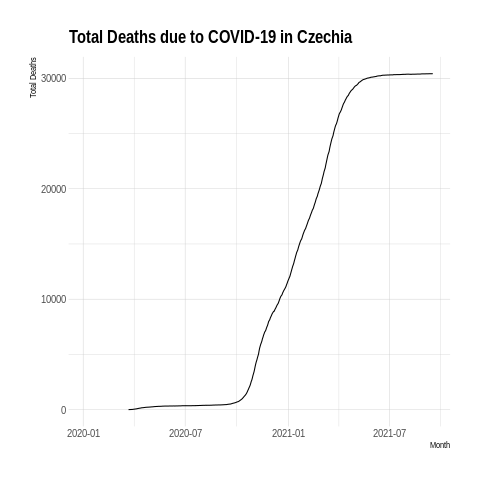 Total Deaths due to COVID-19 in Czechia
Total Deaths
30000
20000
10000
0
2020-01 2020-07 2021-01 2021-07
Month